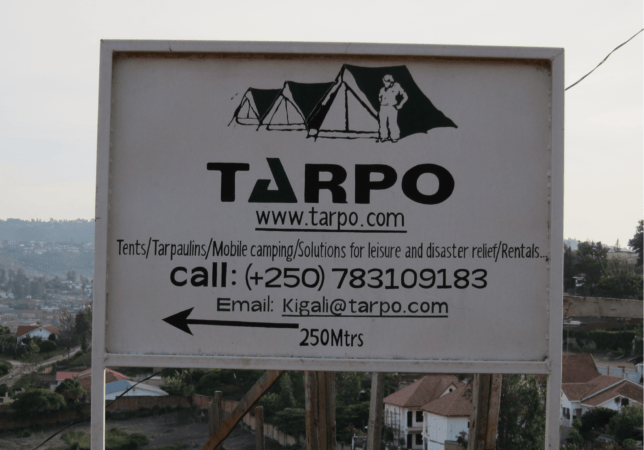 TARPO
www.tarpo.com
Tents/Tarpaulins/Mobile camping/Solutions for leisure and disaster relief/Rentals...
call: (+250) 783109183
Email: Kigali@tarpo.com
250Mtrs